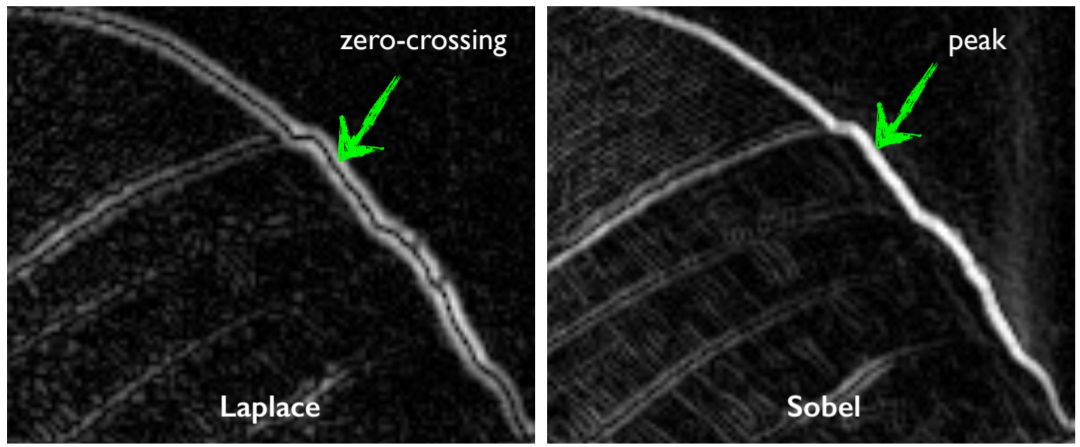 zero-crossing
peak
Laplace
Sobel